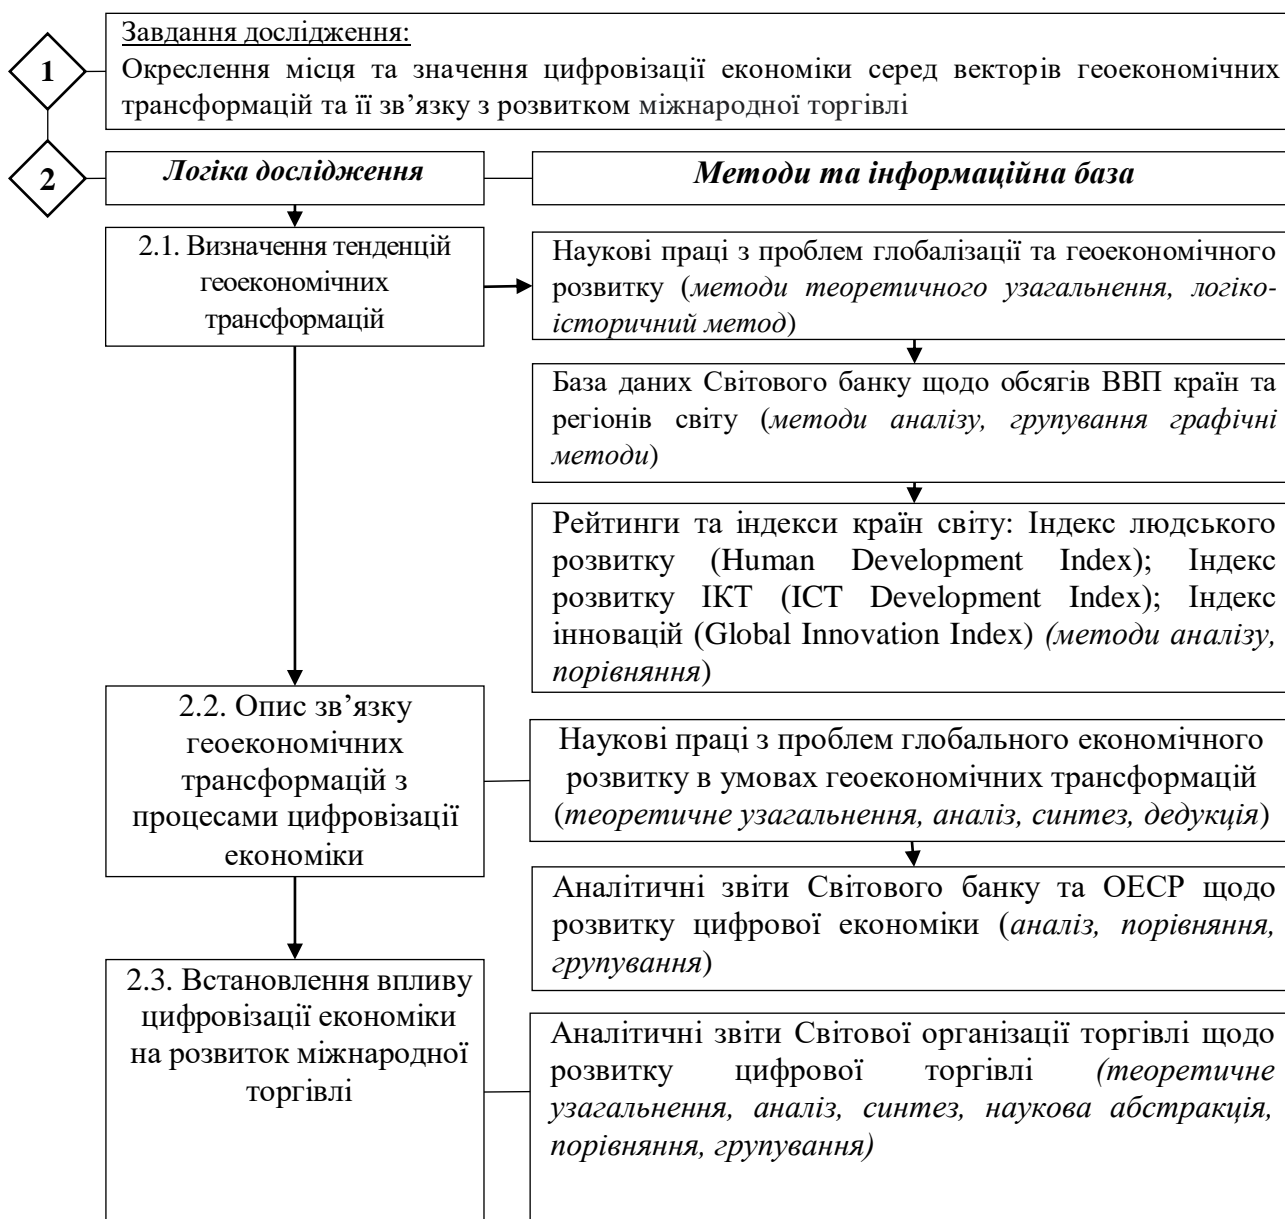 1
Завдання дослідження:
Окреслення місця та значення цифровізації економіки серед векторів геоекономічних
трансформацій та її зв’язку з розвитком міжнародної торгівлі
2
Логіка дослідження
Методи та інформаційна база
2.1. Визначення тенденцій
геоекономічних
трансформацій
Наукові праці з проблем глобалізації та геоекономічного
розвитку (методи теоретичного узагальнення, логіко-
історичний метод)
База даних Світового банку щодо обсягів ВВП країн та
регіонів світу (методи аналізу, групування графічні
методи)
Рейтинги та індекси країн світу: Індекс людського
розвитку (Human Development Index); Індекс
розвитку ІКТ (ICT Development Index); Індекс
інновацій (Global Innovation Index) (методи аналізу,
порівняння)
2.2. Опис зв’язку
геоекономічних
трансформацій з
процесами цифровізації
економіки
Наукові праці з проблем глобального економічного
розвитку в умовах геоекономічних трансформацій
(теоретичне узагальнення, аналіз, синтез, дедукція)
Аналітичні звіти Світового банку та ОЕСР щодо
розвитку цифрової економіки (аналіз, порівняння,
групування)
2.3. Встановлення впливу
цифровізації економіки
на розвиток міжнародної
торгівлі
Аналітичні звіти Світової організації торгівлі щодо
розвитку цифрової торгівлі (теоретичне
узагальнення, аналіз, синтез, наукова абстракція,
порівняння, групування)